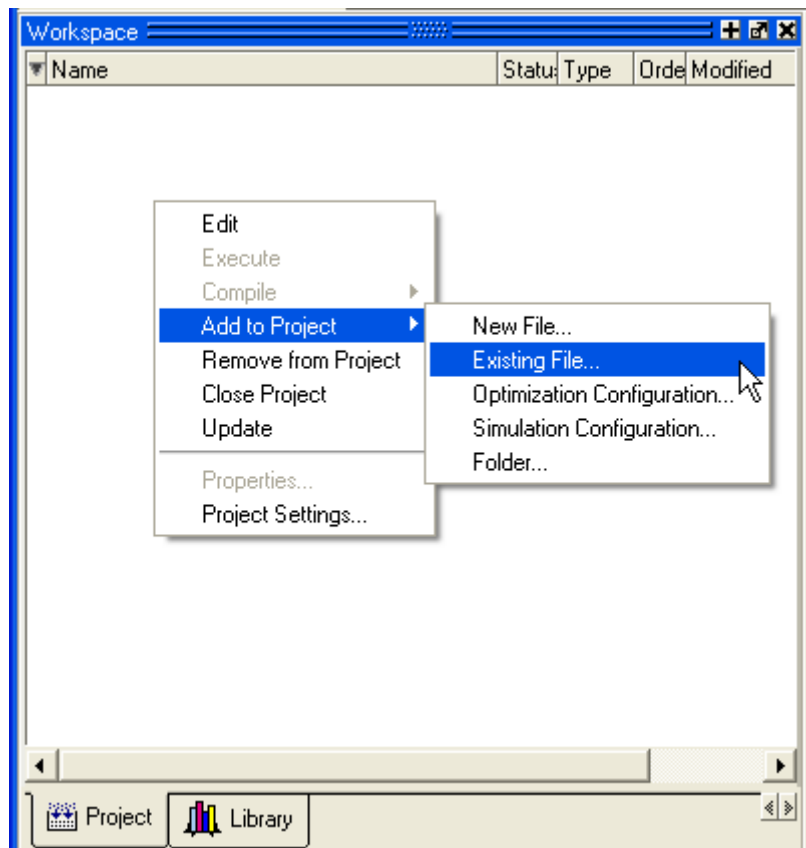 Workspace
Name Statu: Type Orde Modified
Edit
Execute
Compile
Add to Project New File...
Remove from Project Existing File...
Close Project Optimization Configuration...
Update Simulation Configuration...
Folder...
Properties...
Project Settings...
Project Library